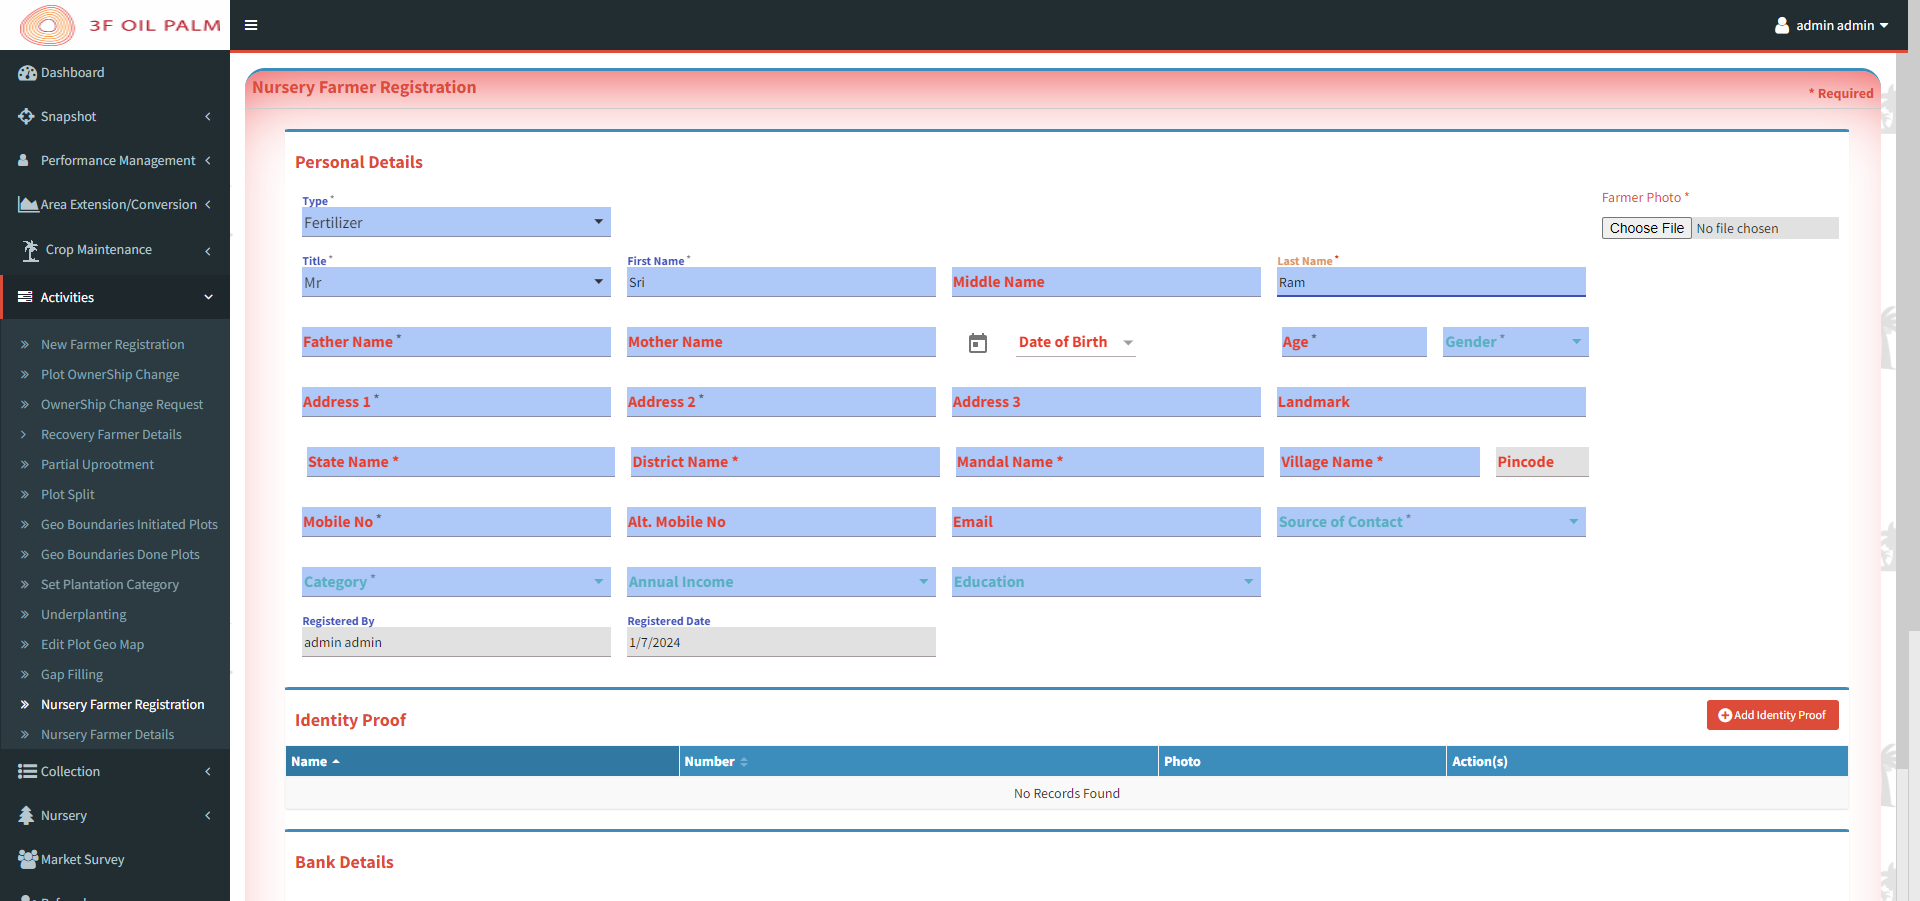 3F OIL PALM
admin admin
Dashboard
Snapshot
Performance Management
Area Extension/Conversion
Crop Maintenance
Activities
New Farmer Registration
Plot OwnerShip Change
OwnerShip Change Request
Recovery Farmer Details
Partial Uprootment
Plot Split
Geo Boundaries Initiated Plots
Geo Boundaries Done Plots
Set Plantation Category
Underplanting
Edit Plot Geo Map
Gap Filling
Nursery Farmer Registration
Nursery Farmer Details
Collection
Nursery
Market Survey
Nursery Farmer Registration
* Required
Personal Details
Type *
Fertilizer
Farmer Photo *
Choose File No file chosen
Title * First Name * Last Name *
Mr Sri Middle Name Ram
Father Name * Mother Name Date of Birth Age * Gender *
Address 1 * Address 2 * Address 3 Landmark
State Name * District Name * Mandal Name * Village Name * Pincode
Mobile No * Alt. Mobile No Email Source of Contact *
Category * Annual Income Education
Registered By Registered Date
admin admin 1/7/2024
Identity Proof
Add Identity Proof
Name Number Photo Action(s)
No Records Found
Bank Details